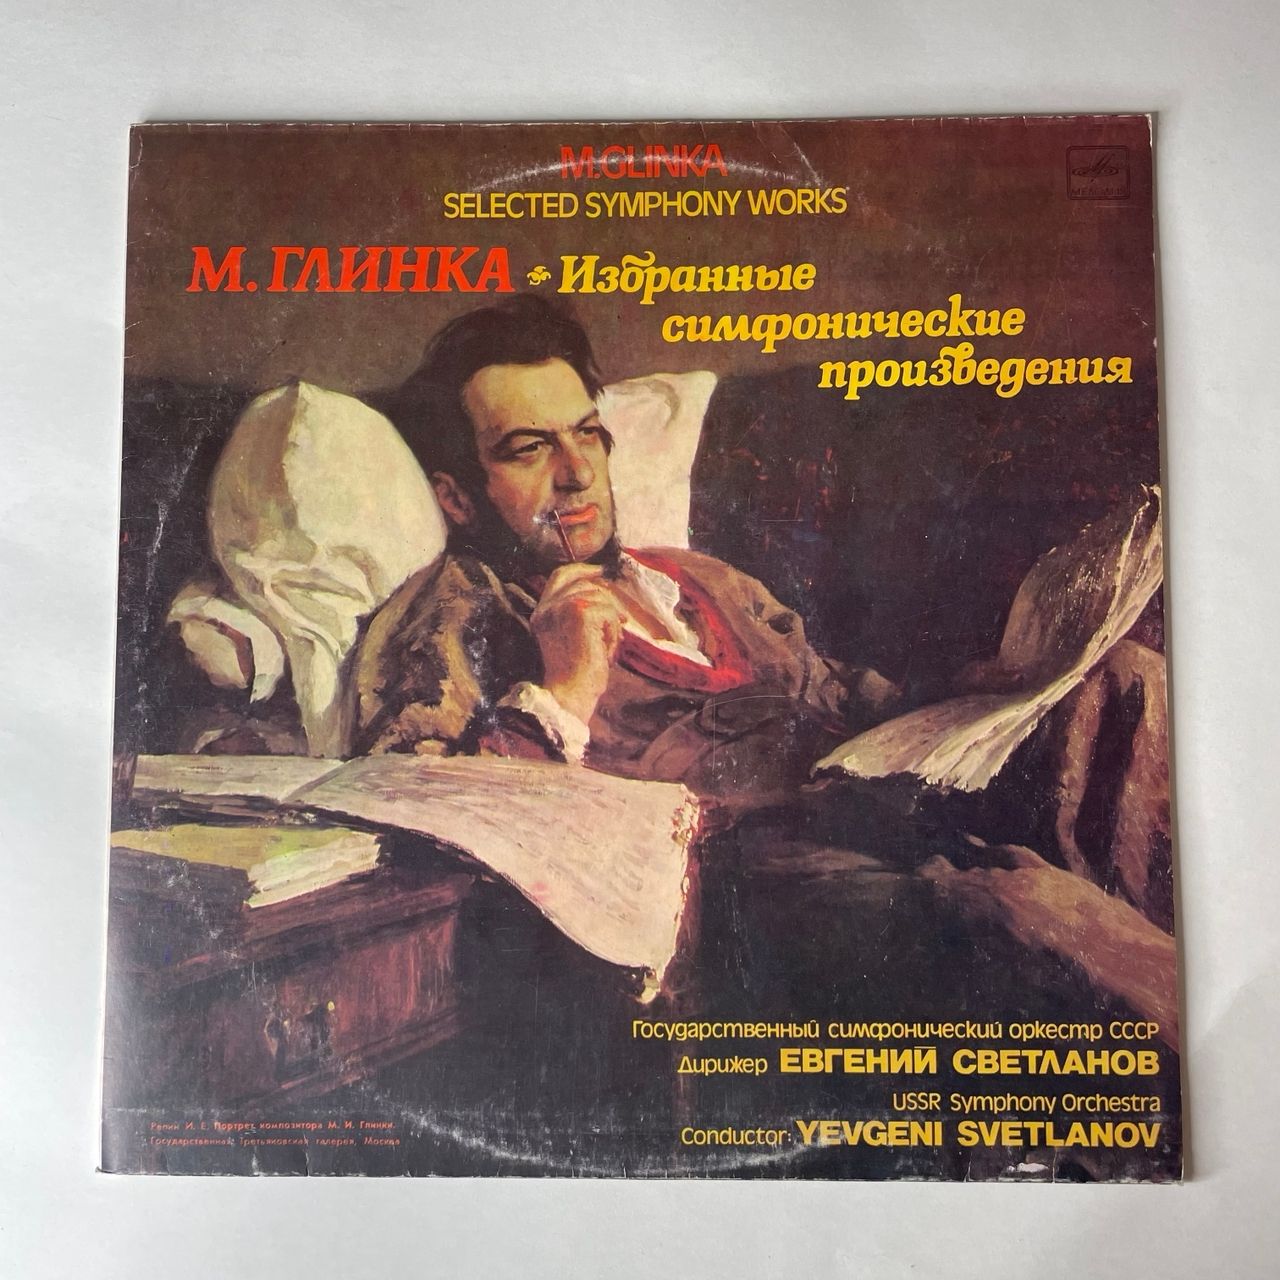 M.GLINKA
SELECTED SYMPHONY WORKS
МЕЛОДИЯ
М. ГЛИНКА Избранные
симфонические
произведения
Государственный симфонический оркестр СССР
Дирижер ЕВГЕНИЙ СВЕТЛАНОВ
USSR Symphony Orchestra
Conductor: YEVGENI SVETLANOV
Репин И. Е. Портрет композитора М. И. Глинки.
Государственная Третьяковская галерея, Москва